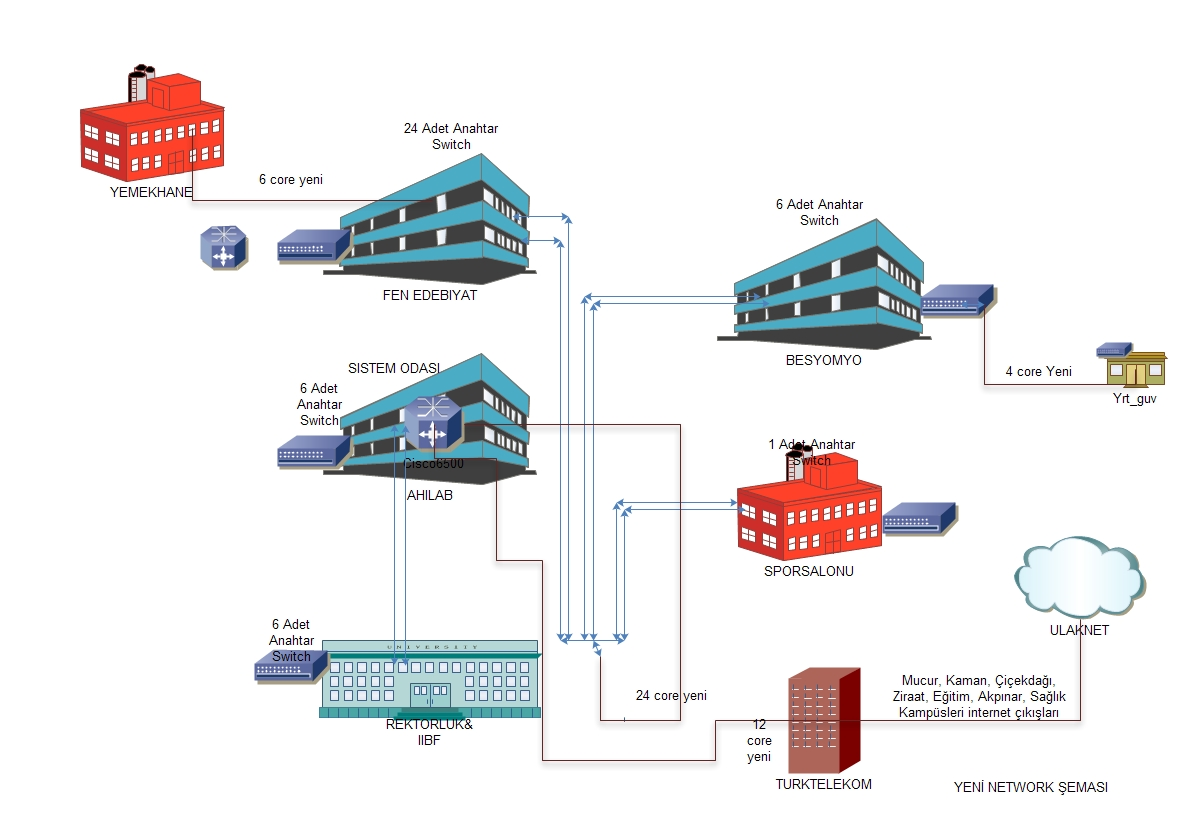 24 Adet Anahtar
Switch
YEMEKHANE
6 core yeni
FEN EDEBIYAT
6 Adet Anahtar
Switch
BESYOMYO
4 core Yeni
Yrt_guv
SISTEM ODASI
6 Adet
Anahtar
Switch
Cisco6500
AHILAB
1 Adet Anahtar
Switch
SPORSALONU
ULAKNET
6 Adet
Anahtar
Switch
UNIVERSITY
REKTORLUK&
IIBF
24 core yeni
Mucur, Kaman, Çiçekdağı,
Ziraat, Eğitim, Akpınar, Sağlık
Kampüsleri internet çıkışları
12
core
yeni
TURKTELEKOM
YENİ NETWORK ŞEMASI